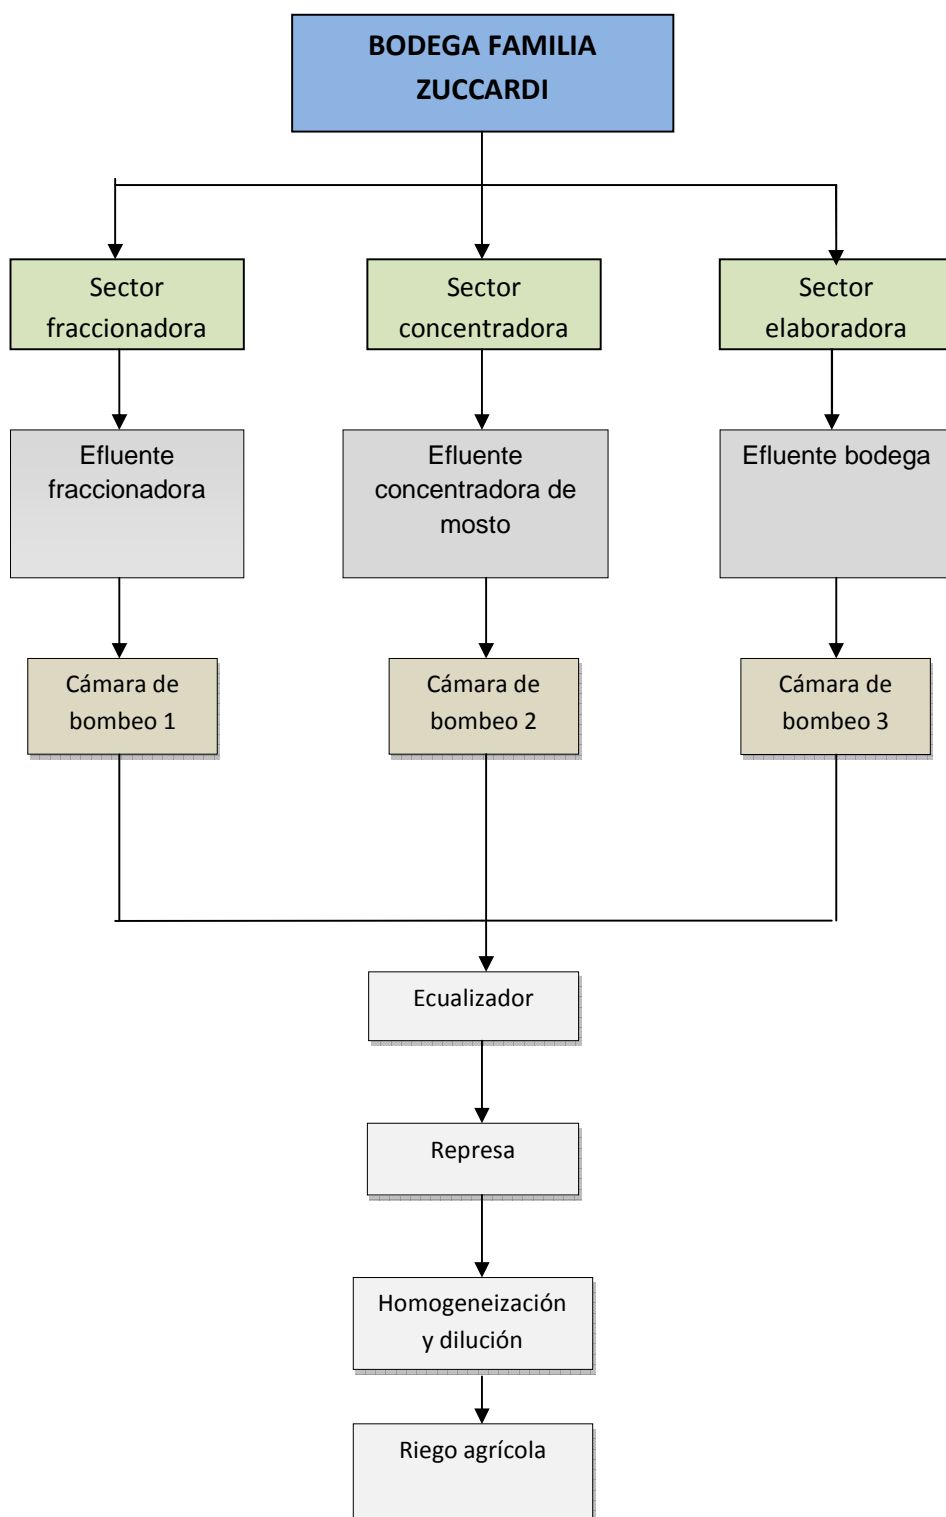 BODEGA FAMILIA
ZUCCARDI
Sector
fraccionadora
Sector
concentradora
Sector
elaboradora
Efluente
fraccionadora
Efluente
concentradora de
mosto
Efluente bodega
Cámara de
bombeo 1
Cámara de
bombeo 2
Cámara de
bombeo 3
Ecualizador
Represa
Homogeneización
y dilución
Riego agrícola